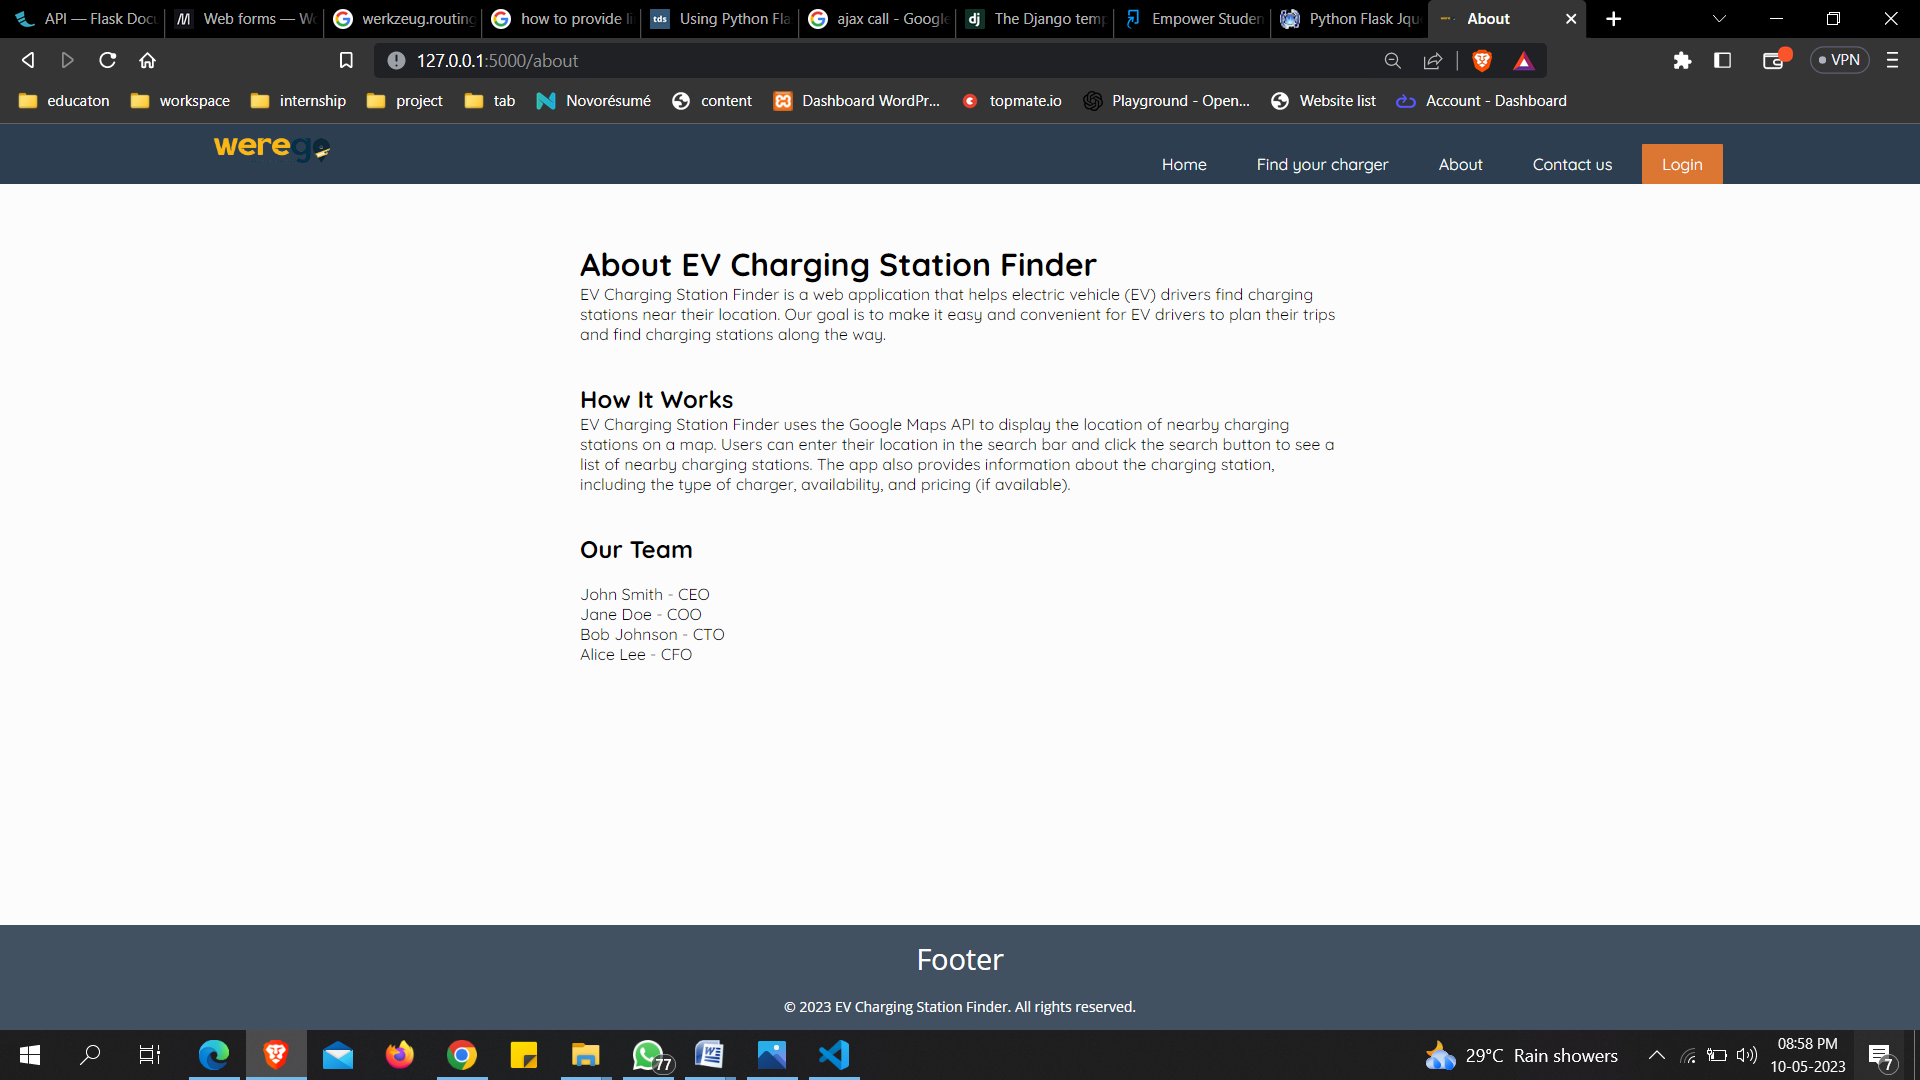 API — Flask Docu
Web forms — Wo
werkzeug.routing
how to provide li
tds
Using Python Fla
ajax call - Google
dj
The Django temp
Empower Studen
Python Flask Jqu
About
127.0.0.1:5000/about
VPN
educaton
workspace
internship
project
tab
Novorésumé
content
Dashboard WordPr...
topmate.io
Playground - Open...
Website list
Account - Dashboard
werego
Home
Find your charger
About
Contact us
Login
About EV Charging Station Finder
EV Charging Station Finder is a web application that helps electric vehicle (EV) drivers find charging
stations near their location. Our goal is to make it easy and convenient for EV drivers to plan their trips
and find charging stations along the way.
How It Works
EV Charging Station Finder uses the Google Maps API to display the location of nearby charging
stations on a map. Users can enter their location in the search bar and click the search button to see a
list of nearby charging stations. The app also provides information about the charging station,
including the type of charger, availability, and pricing (if available).
Our Team
John Smith - CEO
Jane Doe - COO
Bob Johnson - CTO
Alice Lee - CFO
Footer
© 2023 EV Charging Station Finder. All rights reserved.
77
29°C Rain showers
08:58 PM
10-05-2023
7